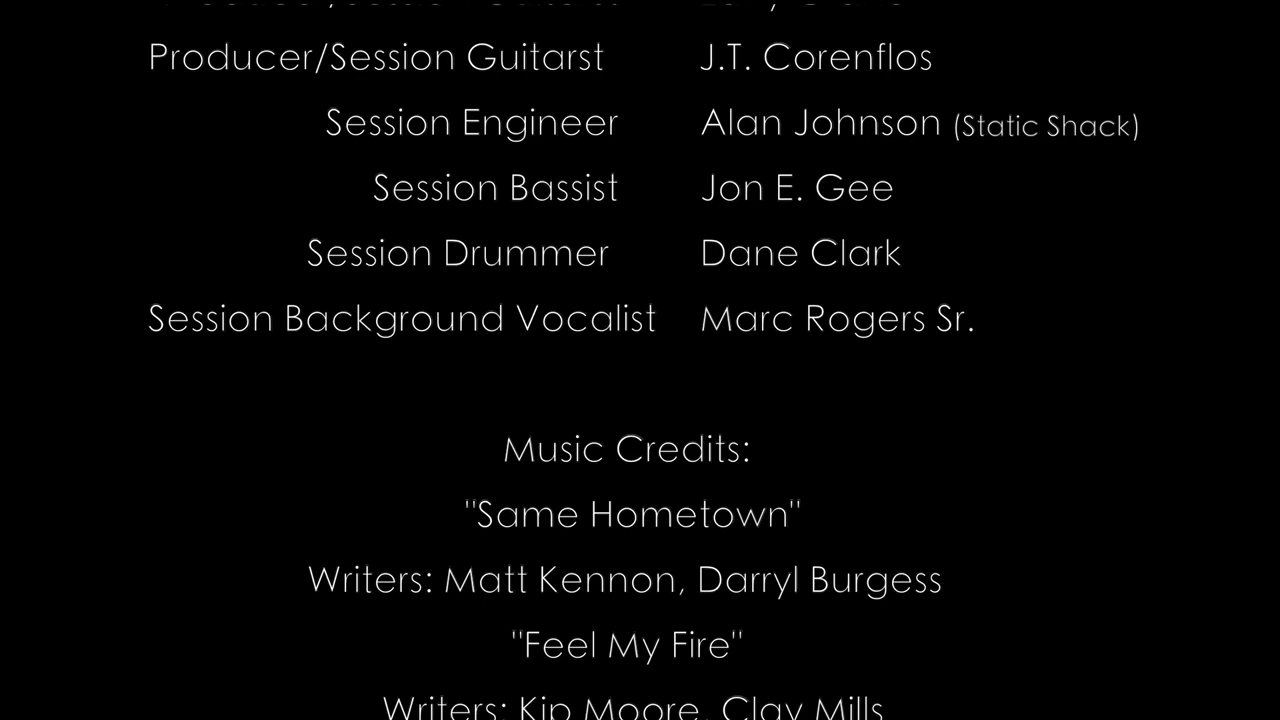 Producer/Session Guitarst J.T. Corenflos
Session Engineer Alan Johnson (Static Shack)
Session Bassist Jon E. Gee
Session Drummer Dane Clark
Session Background Vocalist Marc Rogers Sr.
Music Credits:
"Same Hometown"
Writers: Matt Kennon, Darryl Burgess
"Feel My Fire"
Writers: Kip Moore, Clay Mills